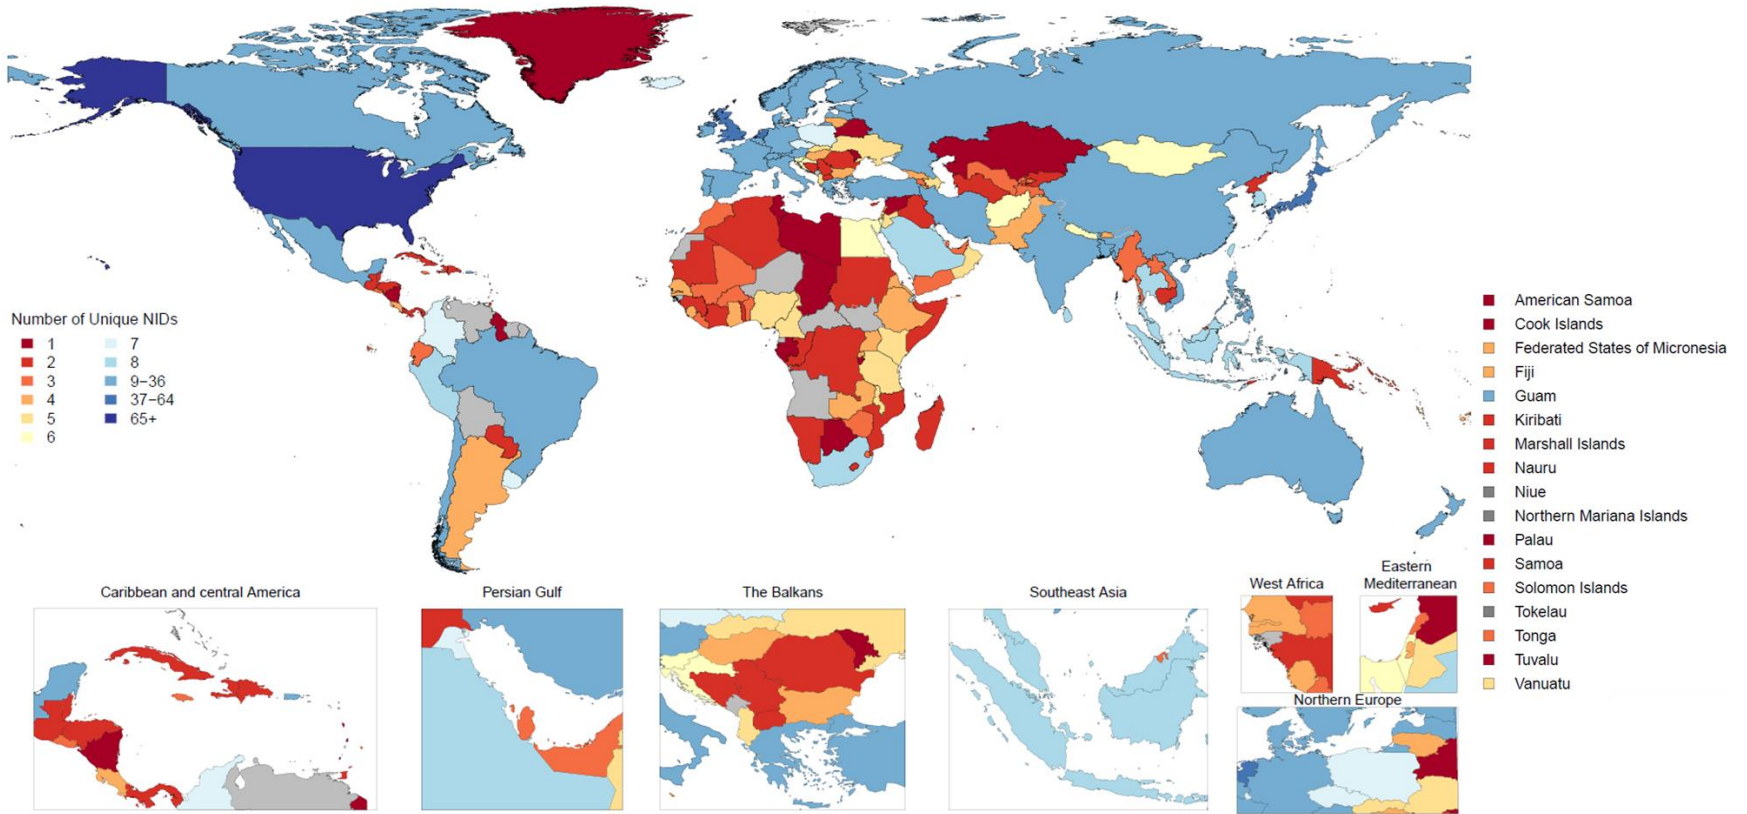 Number of Unique NIDs
1
2
3
4
5
6
7
8
9–36
37–64
65+
American Samoa
Cook Islands
Federated States of Micronesia
Fiji
Guam
Kiribati
Marshall Islands
Nauru
Niue
Northern Mariana Islands
Palau
Samoa
Solomon Islands
Tokelau
Tonga
Tuvalu
Vanuatu
Caribbean and central America
Persian Gulf
The Balkans
Southeast Asia
West Africa
Eastern
Mediterranean
Northern Europe